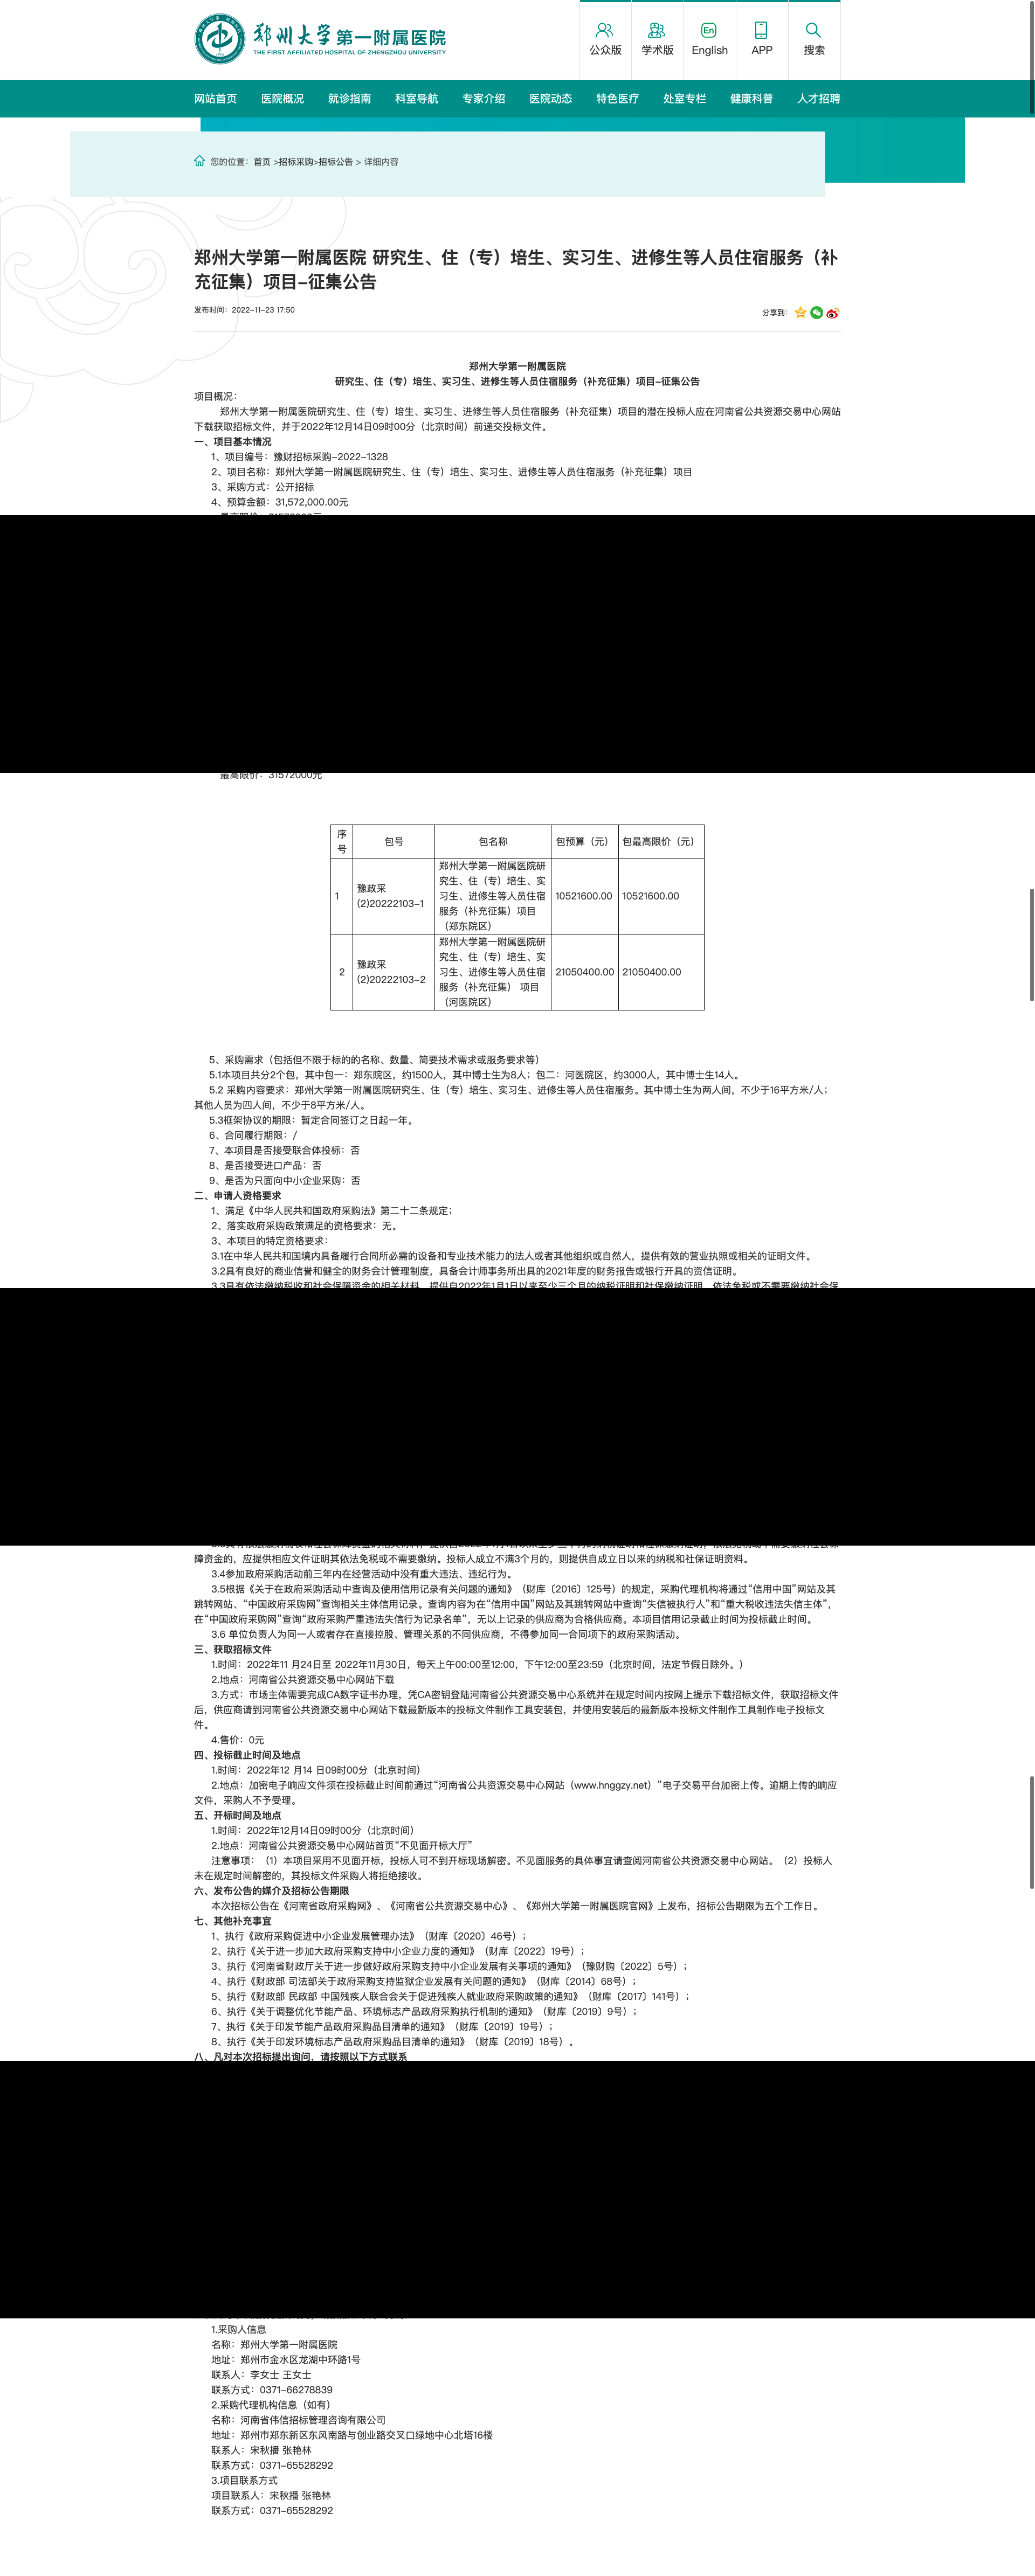 郑州大学第一附属医院
THE FIRST AFFILIATED HOSPITAL OF ZHENGZHOU UNIVERSITY
公众版
学术版
En
English
APP
搜索
网站首页 医院概况 就诊指南 科室导航 专家介绍 医院动态 特色医疗 处室专栏 健康科普 人才招聘
您的位置：首页 >招标采购>招标公告 > 详细内容
郑州大学第一附属医院 研究生、住（专）培生、实习生、进修生等人员住宿服务（补
充征集）项目-征集公告
发布时间：2022-11-23 17:50
分享到：
郑州大学第一附属医院
研究生、住（专）培生、实习生、进修生等人员住宿服务（补充征集）项目-征集公告
项目概况：
郑州大学第一附属医院研究生、住（专）培生、实习生、进修生等人员住宿服务（补充征集）项目的潜在投标人应在河南省公共资源交易中心网站
下载获取招标文件，并于2022年12月14日09时00分（北京时间）前递交投标文件。
一、项目基本情况
1、项目编号：豫财招标采购-2022-1328
2、项目名称：郑州大学第一附属医院研究生、住（专）培生、实习生、进修生等人员住宿服务（补充征集）项目
3、采购方式：公开招标
4、预算金额：31,572,000.00元
最高限价：31572000元
序号 包号 包名称 包预算（元） 包最高限价（元）
1
豫政采
(2)20222103-1
郑州大学第一附属医院研
究生、住（专）培生、实
习生、进修生等人员住宿
服务（补充征集）项目
（郑东院区）
10521600.00 10521600.00
2
豫政采
(2)20222103-2
郑州大学第一附属医院研
究生、住（专）培生、实
习生、进修生等人员住宿
服务（补充征集） 项目
（河医院区）
21050400.00 21050400.00
5、采购需求（包括但不限于标的的名称、数量、简要技术需求或服务要求等）
5.1本项目共分2个包，其中包一：郑东院区，约1500人，其中博士生为8人；包二：河医院区，约3000人，其中博士生14人。
5.2 采购内容要求：郑州大学第一附属医院研究生、住（专）培生、实习生、进修生等人员住宿服务。其中博士生为两人间，不少于16平方米/人；
其他人员为四人间，不少于8平方米/人。
5.3框架协议的期限：暂定合同签订之日起一年。
6、合同履行期限：/
7、本项目是否接受联合体投标：否
8、是否接受进口产品：否
9、是否为只面向中小企业采购：否
二、申请人资格要求
1、满足《中华人民共和国政府采购法》第二十二条规定；
2、落实政府采购政策满足的资格要求：无。
3、本项目的特定资格要求：
3.1在中华人民共和国境内具备履行合同所必需的设备和专业技术能力的法人或者其他组织或自然人，提供有效的营业执照或相关的证明文件。
3.2具有良好的商业信誉和健全的财务会计管理制度，具备会计师事务所出具的2021年度的财务报告或银行开具的资信证明。
3.3具有依法缴纳税收和社会保障资金的相关材料，提供自2022年1月1日以来至少三个月的纳税证明和社保缴纳证明，依法免税或不需要缴纳社会保
障资金的，应提供相应文件证明其依法免税或不需要缴纳。投标人成立不满3个月的，则提供自成立日以来的纳税和社保证明资料。
3.4参加政府采购活动前三年内在经营活动中没有重大违法、违纪行为。
3.5根据《关于在政府采购活动中查询及使用信用记录有关问题的通知》（财库〔2016〕125号）的规定，采购代理机构将通过“信用中国”网站及其
跳转网站、“中国政府采购网”查询相关主体信用记录。查询内容为在“信用中国”网站及其跳转网站中查询“失信被执行人”和“重大税收违法失信主体”，
在“中国政府采购网”查询“政府采购严重违法失信行为记录名单”，无以上记录的供应商为合格供应商。本项目信用记录截止时间为投标截止时间。
3.6 单位负责人为同一人或者存在直接控股、管理关系的不同供应商，不得参加同一合同项下的政府采购活动。
三、获取招标文件
1.时间：2022年11 月24日至 2022年11月30日，每天上午00:00至12:00，下午12:00至23:59（北京时间，法定节假日除外。）
2.地点：河南省公共资源交易中心网站下载
3.方式：市场主体需要完成CA数字证书办理，凭CA密钥登陆河南省公共资源交易中心系统并在规定时间内按网上提示下载招标文件，获取招标文件
后，供应商请到河南省公共资源交易中心网站下载最新版本的投标文件制作工具安装包，并使用安装后的最新版本投标文件制作工具制作电子投标文
件。
4.售价：0元
四、投标截止时间及地点
1.时间：2022年12 月14 日09时00分（北京时间）
2.地点：加密电子响应文件须在投标截止时间前通过“河南省公共资源交易中心网站（www.hnggzy.net）”电子交易平台加密上传。逾期上传的响应
文件，采购人不予受理。
五、开标时间及地点
1.时间：2022年12月14日09时00分（北京时间）
2.地点：河南省公共资源交易中心网站首页“不见面开标大厅”
注意事项：（1）本项目采用不见面开标，投标人可不到开标现场解密。不见面服务的具体事宜请查阅河南省公共资源交易中心网站。（2）投标人
未在规定时间解密的，其投标文件采购人将拒绝接收。
六、发布公告的媒介及招标公告期限
本次招标公告在《河南省政府采购网》、《河南省公共资源交易中心》、《郑州大学第一附属医院官网》上发布，招标公告期限为五个工作日。
七、其他补充事宜
1、执行《政府采购促进中小企业发展管理办法》（财库〔2020〕46号）；
2、执行《关于进一步加大政府采购支持中小企业力度的通知》（财库〔2022〕19号）；
3、执行《河南省财政厅关于进一步做好政府采购支持中小企业发展有关事项的通知》（豫财购〔2022〕5号）；
4、执行《财政部 司法部关于政府采购支持监狱企业发展有关问题的通知》（财库〔2014〕68号）；
5、执行《财政部 民政部 中国残疾人联合会关于促进残疾人就业政府采购政策的通知》（财库〔2017〕141号）；
6、执行《关于调整优化节能产品、环境标志产品政府采购执行机制的通知》（财库〔2019〕9号）；
7、执行《关于印发节能产品政府采购品目清单的通知》（财库〔2019〕19号）；
8、执行《关于印发环境标志产品政府采购品目清单的通知》（财库〔2019〕18号）。
八、凡对本次招标提出询问，请按照以下方式联系
1.采购人信息
名称：郑州大学第一附属医院
地址：郑州市金水区龙湖中环路1号
联系人：李女士 王女士
联系方式：0371-66278839
2.采购代理机构信息（如有）
名称：河南省伟信招标管理咨询有限公司
地址：郑州市郑东新区东风南路与创业路交叉口绿地中心北塔16楼
联系人：宋秋播 张艳林
联系方式：0371-65528292
3.项目联系方式
项目联系人：宋秋播 张艳林
联系方式：0371-65528292